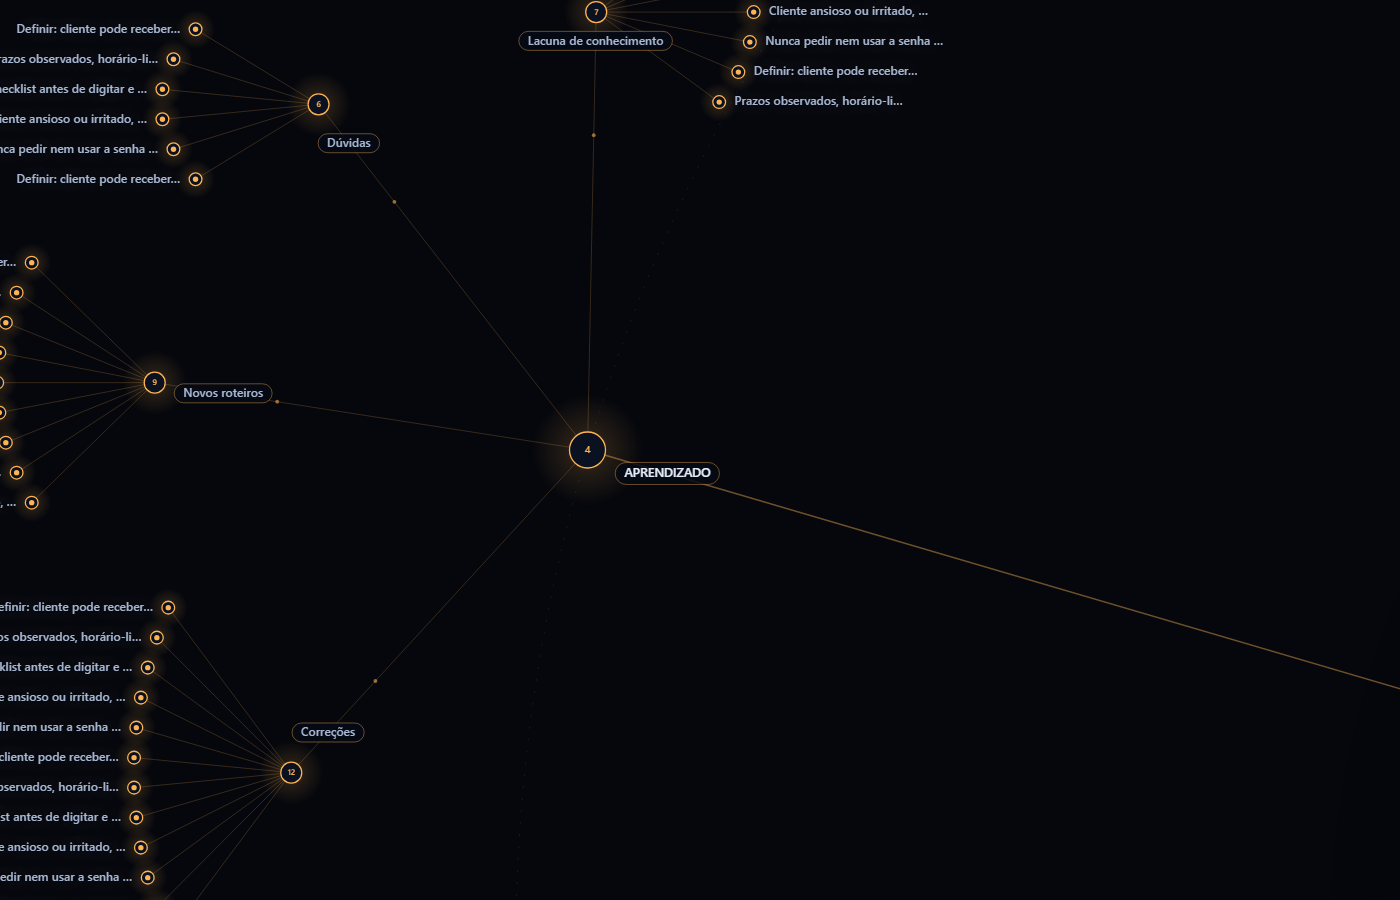 Definir: cliente pode receber...
razos observados, horário-li...
hecklist antes de digitar e ...
liente ansioso ou irritado, ...
nca pedir nem usar a senha ...
Definir: cliente pode receber...
6
Dúvidas
7
Lacuna de conhecimento
Cliente ansioso ou irritado, ...
Nunca pedir nem usar a senha ...
Definir: cliente pode receber...
Prazos observados, horário-li...
er...
9
Novos roteiros
, ...
4
APRENDIZADO
efinir: cliente pode receber...
os observados, horário-li...
klist antes de digitar e ...
e ansioso ou irritado, ...
dir nem usar a senha ...
cliente pode receber...
bservados, horário-li...
st antes de digitar e ...
e ansioso ou irritado, ...
edir nem usar a senha ...
Correções
12